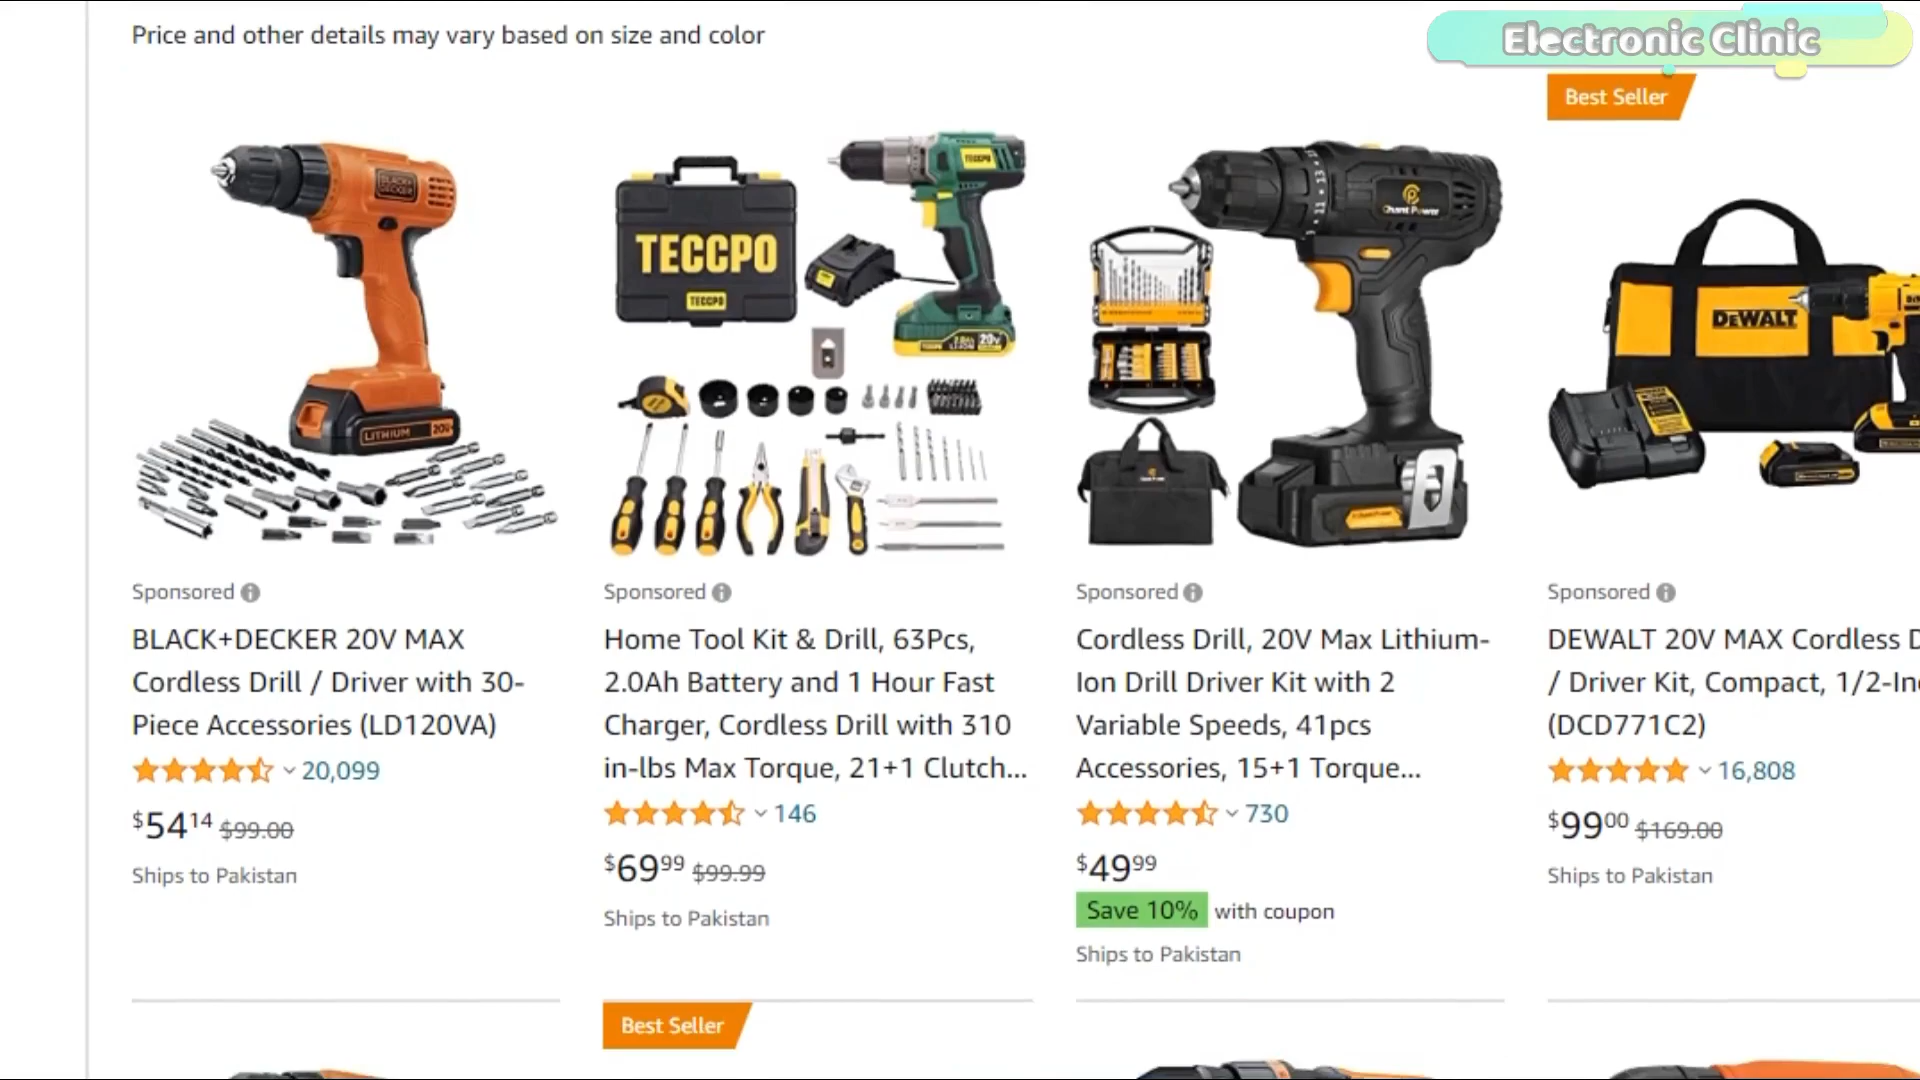 Price and other details may vary based on size and color
Electronic Clinic
Best Seller
BLACK+
DECKER
LITHIUM 20V
TECCPO
TECCPO
TECCPO
20V
Chant Power
DEWALT
Sponsored
BLACK+DECKER 20V MAX
Cordless Drill / Driver with 30-
Piece Accessories (LD120VA)
20,099
$54 14 $99.00
Ships to Pakistan
Sponsored
Home Tool Kit & Drill, 63Pcs,
2.0Ah Battery and 1 Hour Fast
Charger, Cordless Drill with 310
in-lbs Max Torque, 21+1 Clutch...
146
$69 99 $99.99
Ships to Pakistan
Sponsored
Cordless Drill, 20V Max Lithium-
Ion Drill Driver Kit with 2
Variable Speeds, 41pcs
Accessories, 15+1 Torque...
730
$49 99
Save 10% with coupon
Ships to Pakistan
Sponsored
DEWALT 20V MAX Cordless D
/ Driver Kit, Compact, 1/2-In
(DCD771C2)
16,808
$99 00 $169.00
Ships to Pakistan
Best Seller